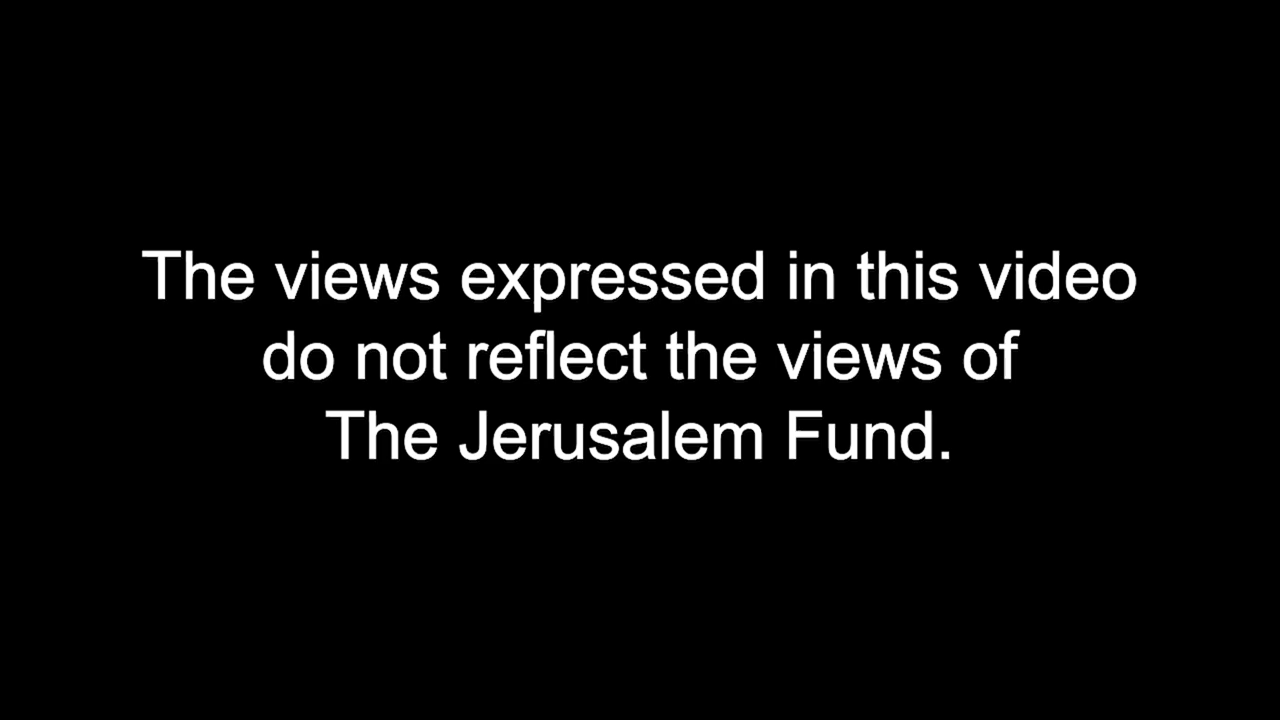 The views expressed in this video
do not reflect the views of
The Jerusalem Fund.